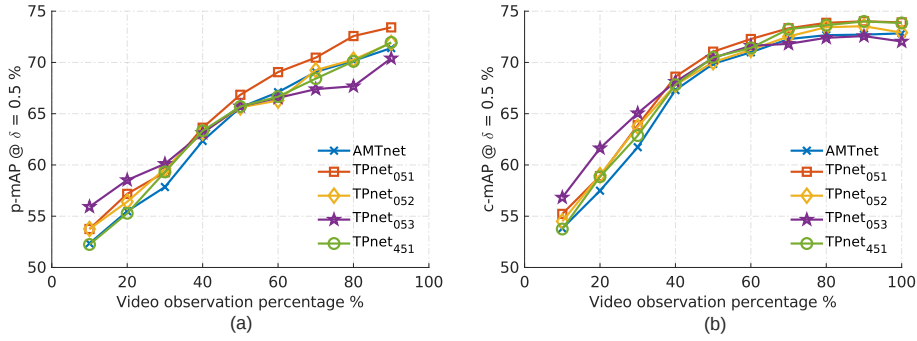 p-mAP @ δ = 0.5 %
75
70
65
60
55
50
0 20 40 60 80 100
Video observation percentage %
AMTnet
TPnet051
TPnet052
TPnet053
TPnet451
(a)
c-mAP @ δ = 0.5 %
75
70
65
60
55
50
0 20 40 60 80 100
Video observation percentage %
AMTnet
TPnet051
TPnet052
TPnet053
TPnet451
(b)